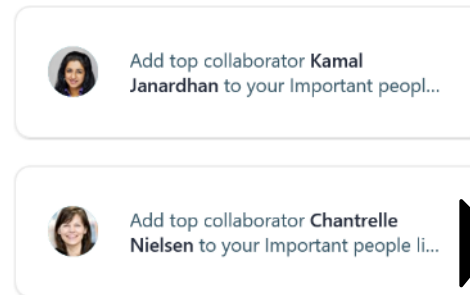 Add top collaborator Kamal
Janardhan to your Important peopl...
Add top collaborator Chantrelle
Nielsen to your Important people li...